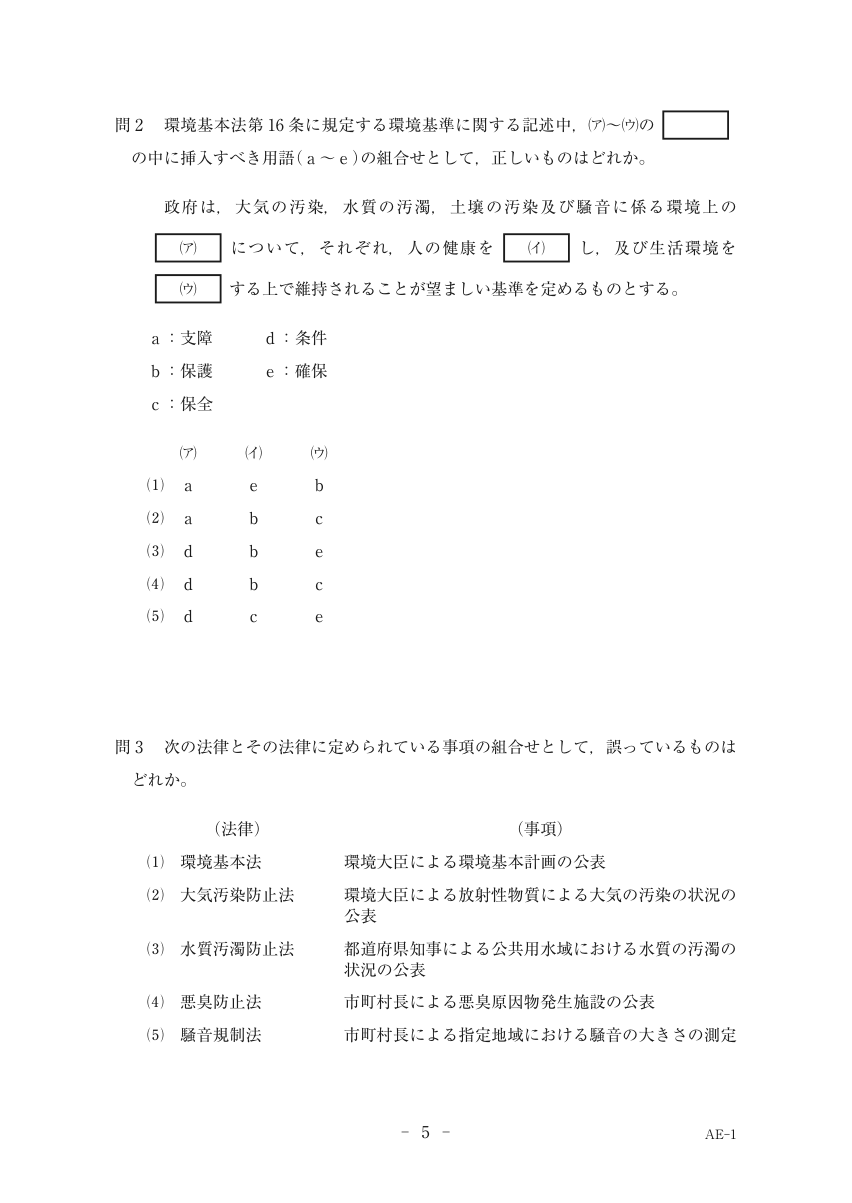 問２　環境基本法第 16 条に規定する環境基準に関する記述中，㈠～㈢の
の中に挿入すべき用語( a ～ e )の組合せとして，正しいものはどれか。
政府は，大気の汚染，水質の汚濁，土壌の汚染及び騒音に係る環境上の
(ア) について，それぞれ，人の健康を (イ) し，及び生活環境を
(ウ) する上で維持されることが望ましい基準を定めるものとする。
a ：支障　d ：条件
b ：保護　e ：確保
c ：保全
(ア) (イ) (ウ)
⑴ a e b
⑵ a b c
⑶ d b e
⑷ d b c
⑸ d c e
問３　次の法律とその法律に定められている事項の組合せとして，誤っているものは
どれか。
（法律）　（事項）
⑴ 環境基本法　環境大臣による環境基本計画の公表
⑵ 大気汚染防止法　環境大臣による放射性物質による大気の汚染の状況の
公表
⑶ 水質汚濁防止法　都道府県知事による公共用水域における水質の汚濁の
状況の公表
⑷ 悪臭防止法　市町村長による悪臭原因物発生施設の公表
⑸ 騒音規制法　市町村長による指定地域における騒音の大きさの測定
- 5 -
AE-1